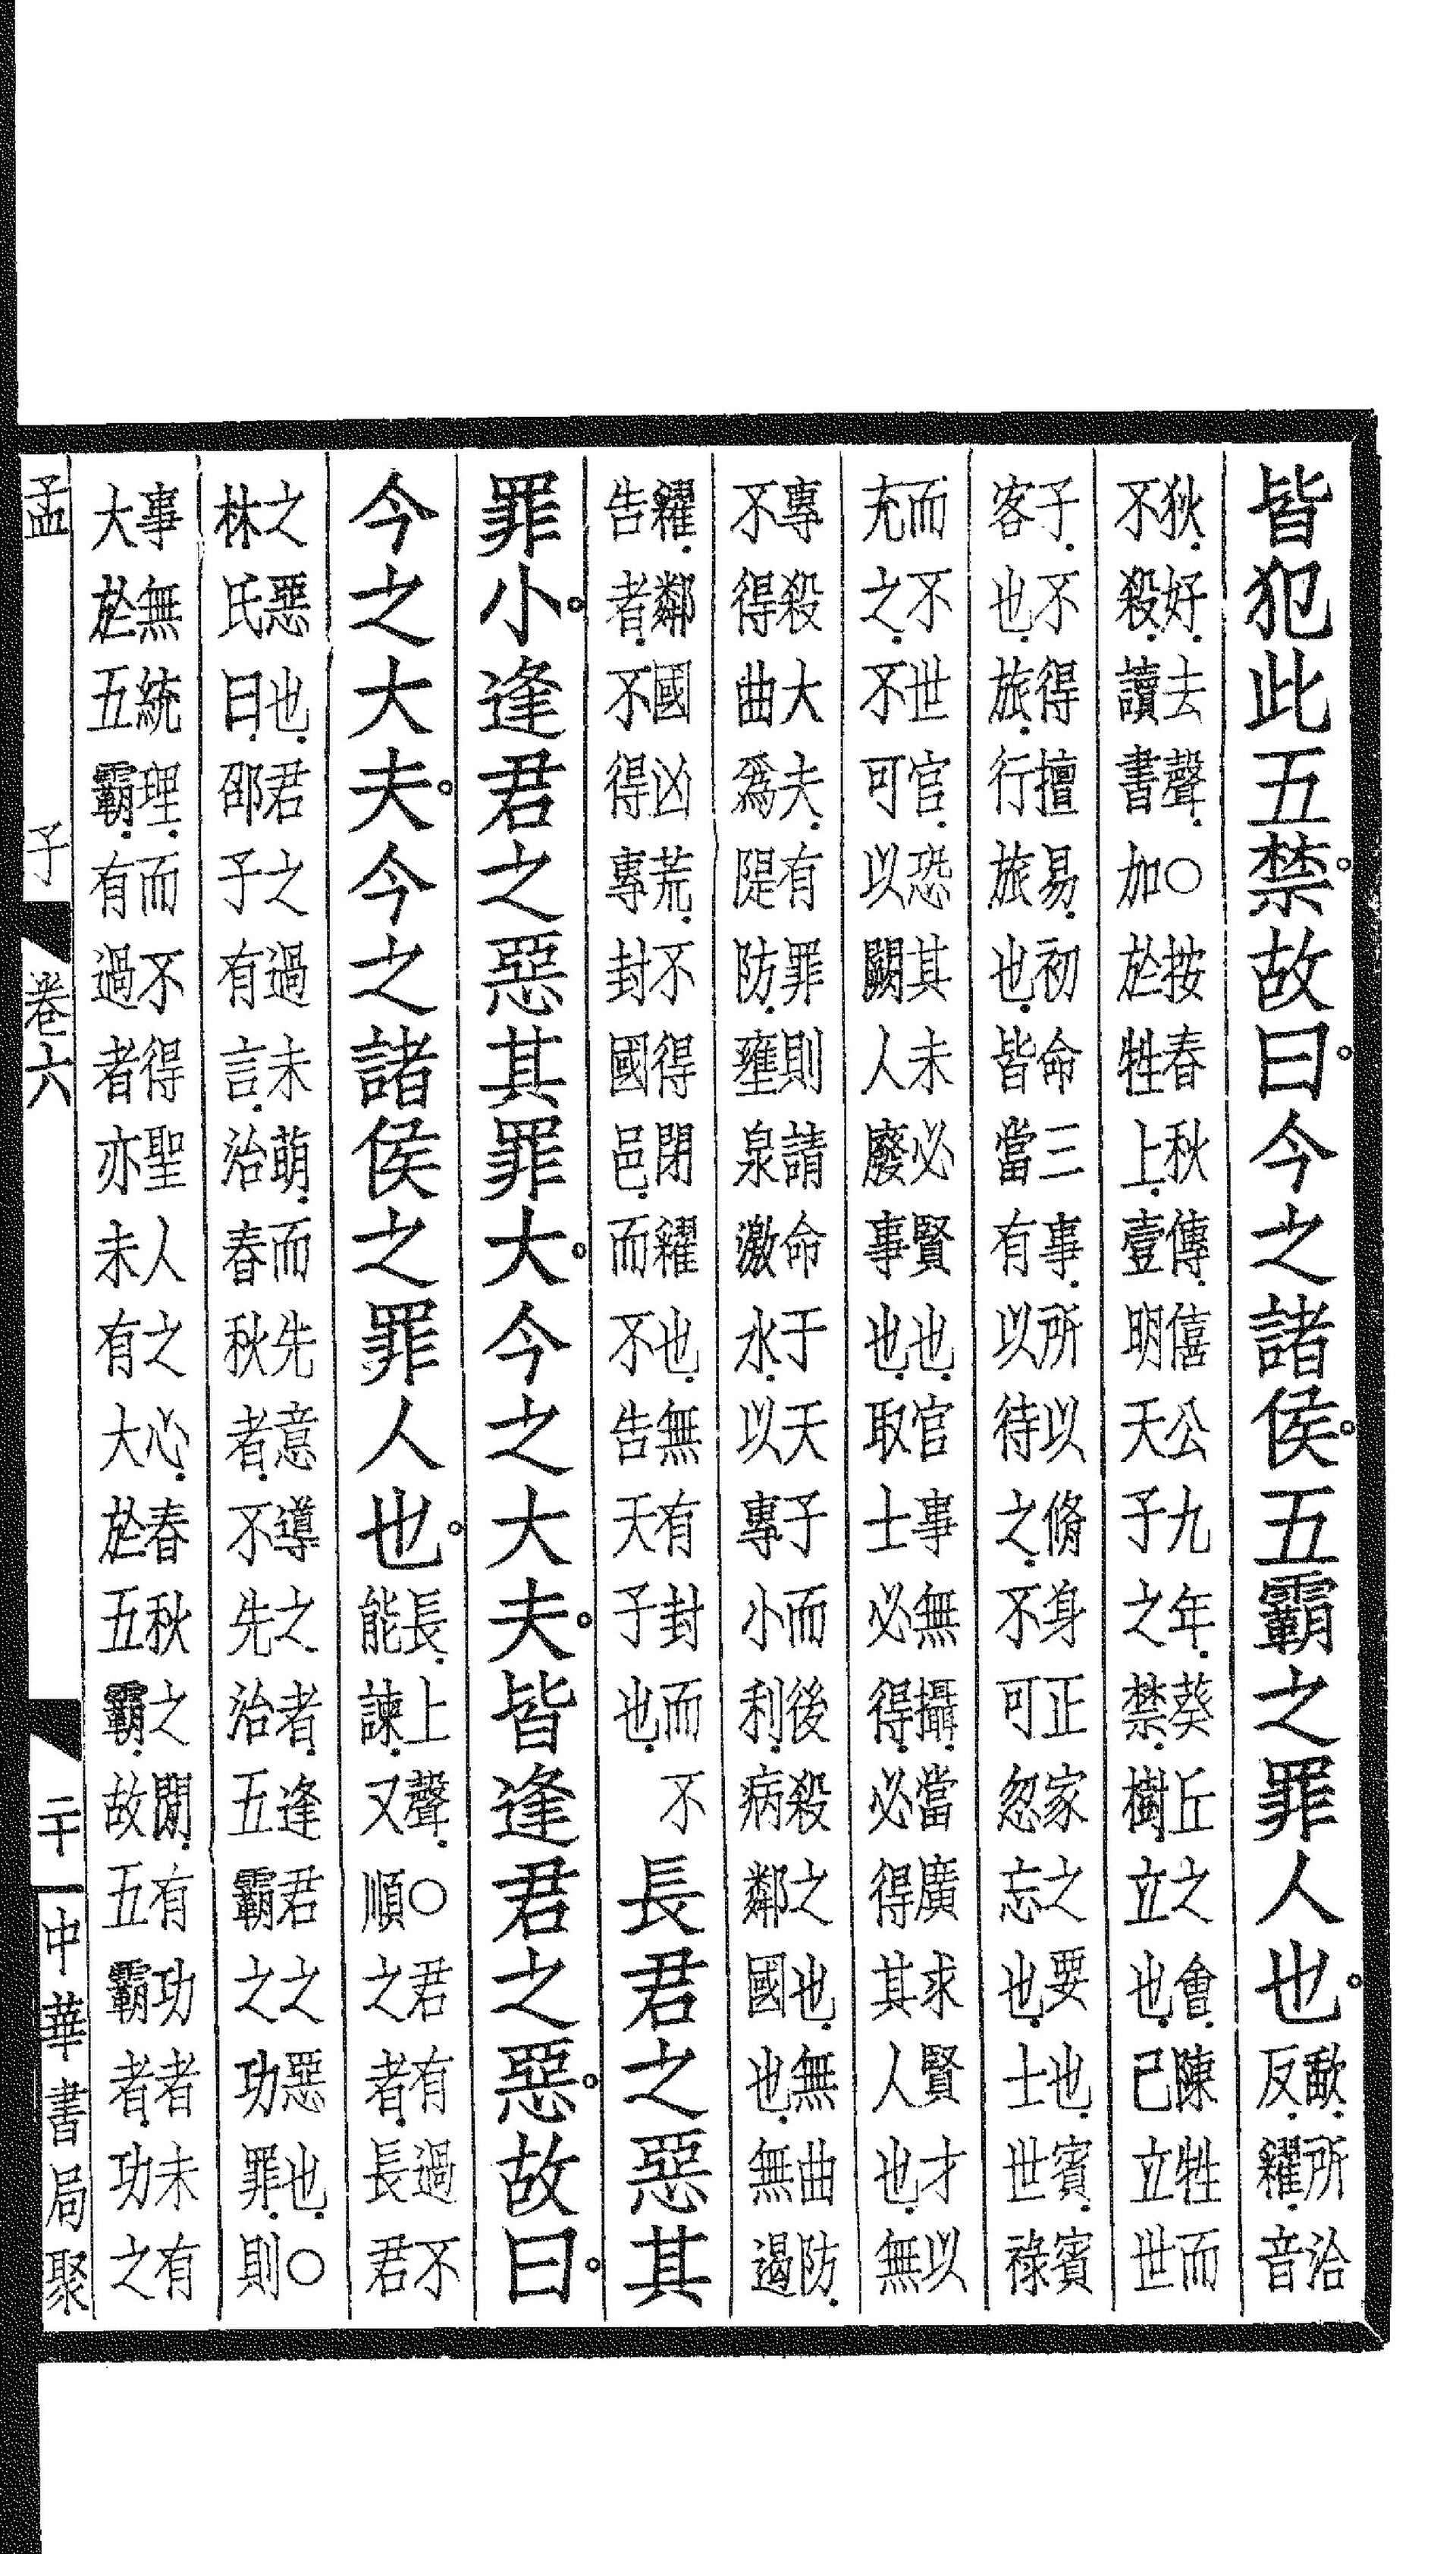 皆犯此五禁。故曰。今之諸侯。五霸之罪人也。歃、所洽
反、糴、音
狄、好、去聲、○按春秋傳、僖公九年、葵丘之會、陳牲而
不殺、讀書加於牲上、壹明天子之禁、樹立也、已立世
子、不得擅易、初命三事、所以脩身正家之要也、賓、賓
客也、旅、行旅也、皆當有以待之、不可忽忘也、士世祿
而不世官、恐其未必賢也、官事無攝、當廣求賢才以
充之、不可以闕人廢事也、取士必得、必得其人也、無
專殺大夫、有罪則請命于天子而後殺之也、無曲防、
不得曲爲隄防、壅泉激水、以專小利、病鄰國也、無遏
糴、鄰國凶荒、不得閉糴也、無有封而不
告者、不得專封國邑、而不告天子也、長君之惡其
罪小。逢君之惡其罪大。今之大夫。皆逢君之惡。故曰。
今之大夫。今之諸侯之罪人也。長、上聲、○君有過不
能諫、又順之者、長君
之惡也、君之過未萌、而先意導之者、逢君之惡也、○
林氏曰、邵子有言、治春秋者、不先治五霸之功罪、則
事無統理、而不得聖人之心、春秋之閒、有功者未有
大於五霸、有過者亦未有大於五霸、故五霸者、功之
孟子 卷六 二十一 中華書局聚